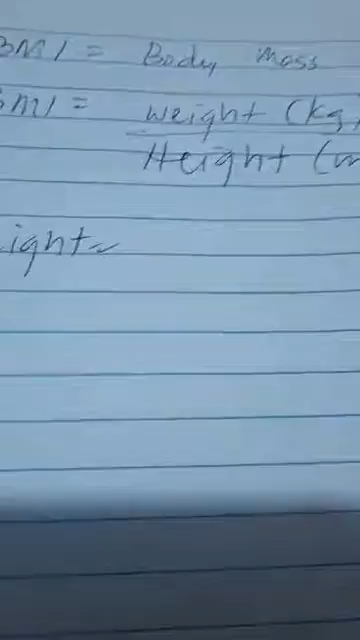 BMI = Body Mass
BMI = Weight (kg
Height (m
ight